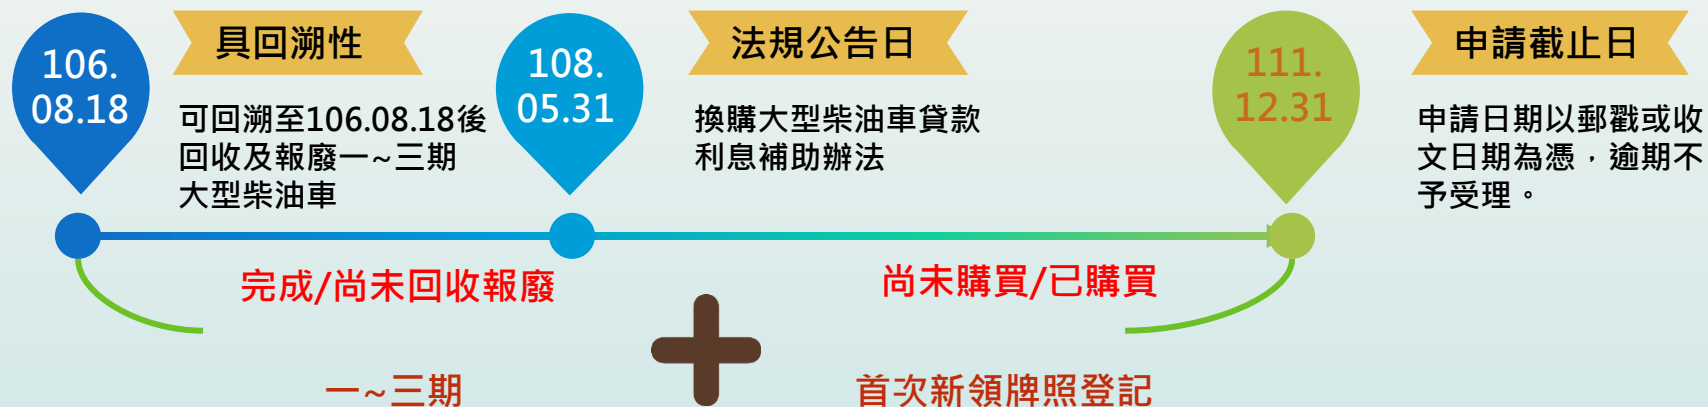 106.
08.18
具回溯性
可回溯至106.08.18後
回收及報廢一~三期
大型柴油車
108.
05.31
法規公告日
換購大型柴油車貸款
利息補助辦法
111.
12.31
申請截止日
申請日期以郵戳或收
文日期為憑，逾期不
予受理。
完成/尚未回收報廢
尚未購買/已購買
一~三期
首次新領牌照登記